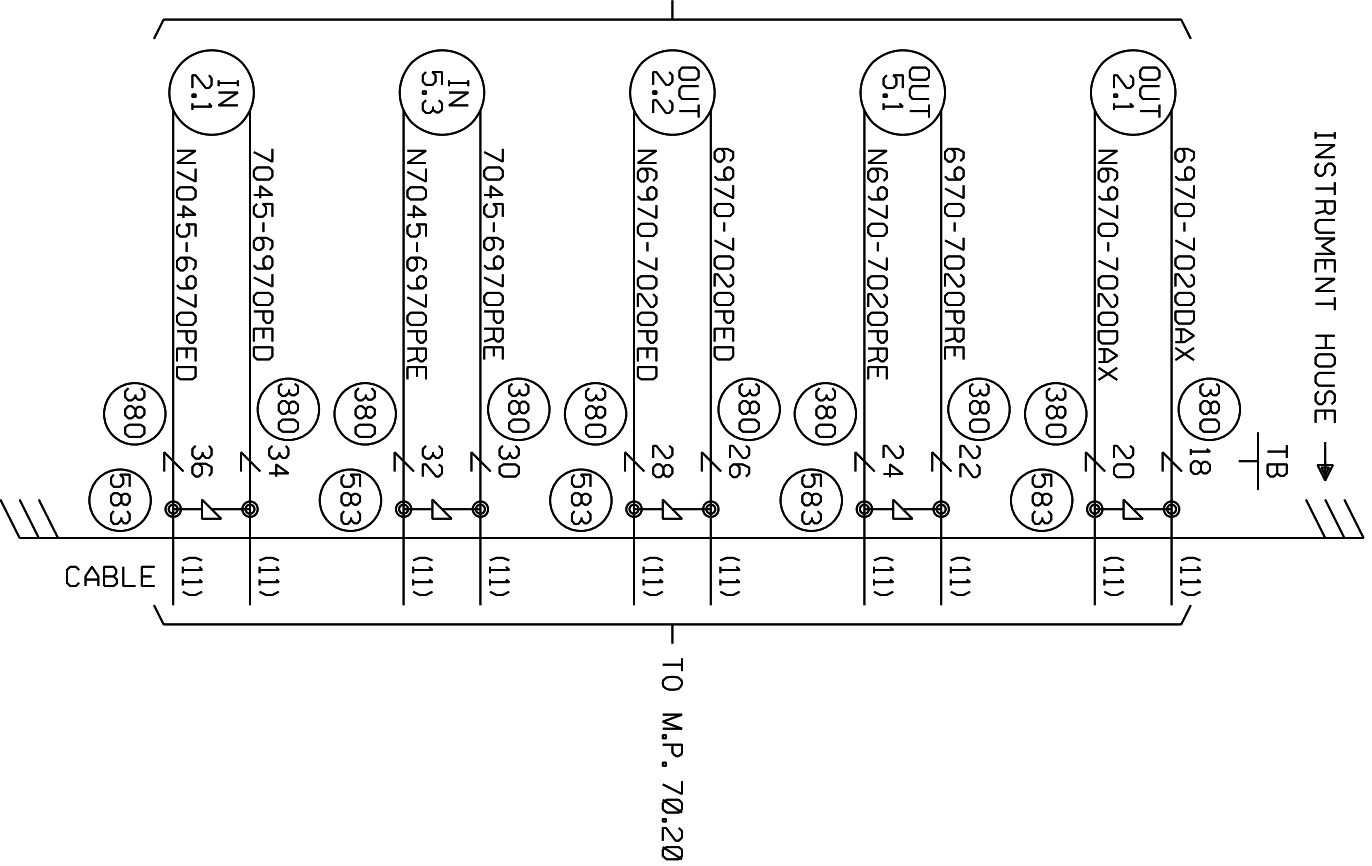 INSTRUMENT HOUSE
TB
OUT
2.1
6970-7020DAX
380
18
(11)
N6970-7020DAX
380
20
583
(11)
OUT
5.1
6970-7020PRE
380
22
(11)
N6970-7020PRE
380
24
583
(11)
OUT
2.2
6970-7020PED
380
26
(11)
N6970-7020PED
380
28
583
(11)
IN
5.3
7045-6970PRE
380
30
(11)
N7045-6970PRE
380
32
583
(11)
IN
2.1
7045-6970PED
380
34
(11)
N7045-6970PED
380
36
583
(11)
CABLE
TO M.P. 70.20